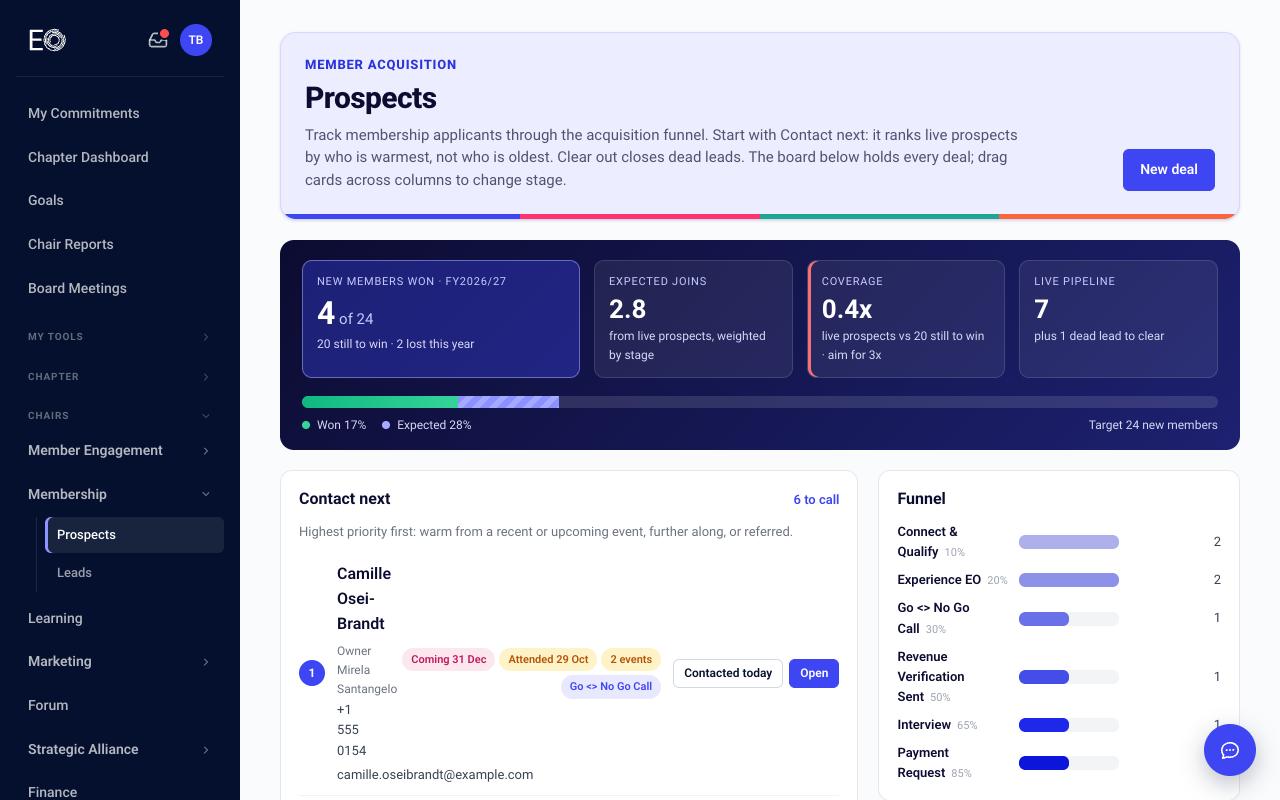 EO
TB
My Commitments
Chapter Dashboard
Goals
Chair Reports
Board Meetings
MY TOOLS
CHAPTER
CHAIRS
Member Engagement
Membership
Prospects
Leads
Learning
Marketing
Forum
Strategic Alliance
Finance
MEMBER ACQUISITION
Prospects
Track membership applicants through the acquisition funnel. Start with Contact next: it ranks live prospects
by who is warmest, not who is oldest. Clear out closes dead leads. The board below holds every deal; drag
cards across columns to change stage.
New deal
NEW MEMBERS WON · FY2026/27
4 of 24
20 still to win · 2 lost this year
EXPECTED JOINS
2.8
from live prospects, weighted
by stage
COVERAGE
0.4x
live prospects vs 20 still to win
· aim for 3x
LIVE PIPELINE
7
plus 1 dead lead to clear
Won 17%
Expected 28%
Target 24 new members
Contact next
6 to call
Highest priority first: warm from a recent or upcoming event, further along, or referred.
1
Camille
Osei-
Brandt
Owner
Mirela
Santangelo
+1
555
0154
camille.oseibrandt@example.com
Coming 31 Dec
Attended 29 Oct
2 events
Go <> No Go Call
Contacted today
Open
Funnel
Connect &
Qualify 10%
2
Experience EO 20%
2
Go <> No Go
Call 30%
1
Revenue
Verification
Sent 50%
1
Interview 65%
1
Payment
Request 85%